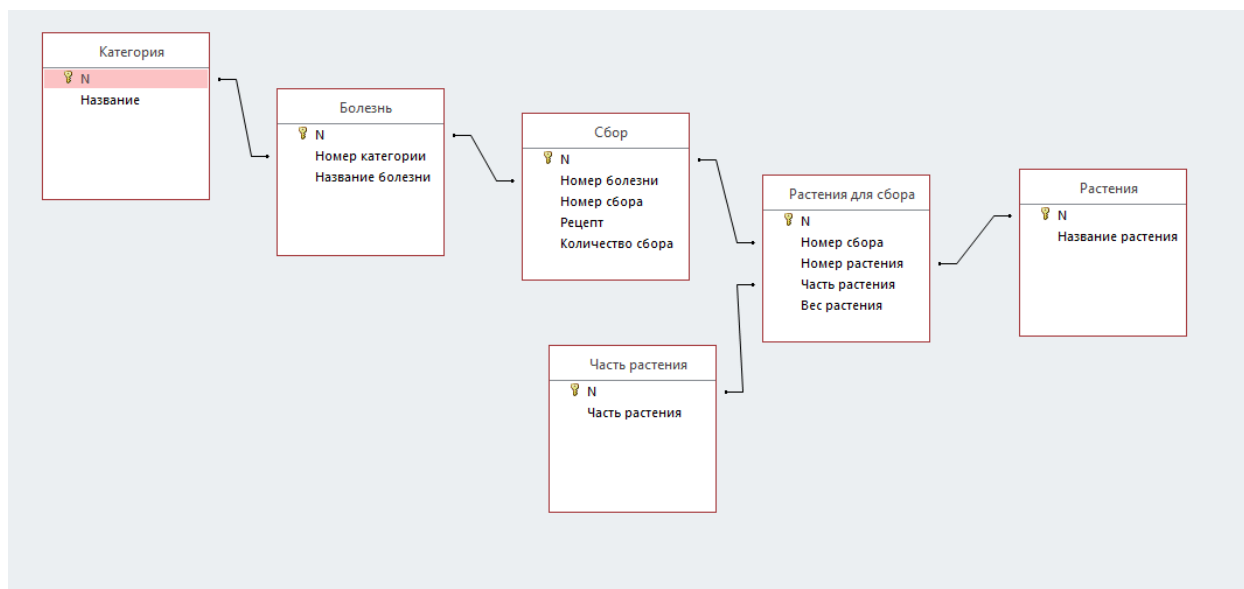 Категория
N
Название
Болезнь
N
Номер категории
Название болезни
Сбор
N
Номер болезни
Номер сбора
Рецепт
Количество сбора
Растения для сбора
N
Номер сбора
Номер растения
Часть растения
Вес растения
Растения
N
Название растения
Часть растения
N
Часть растения